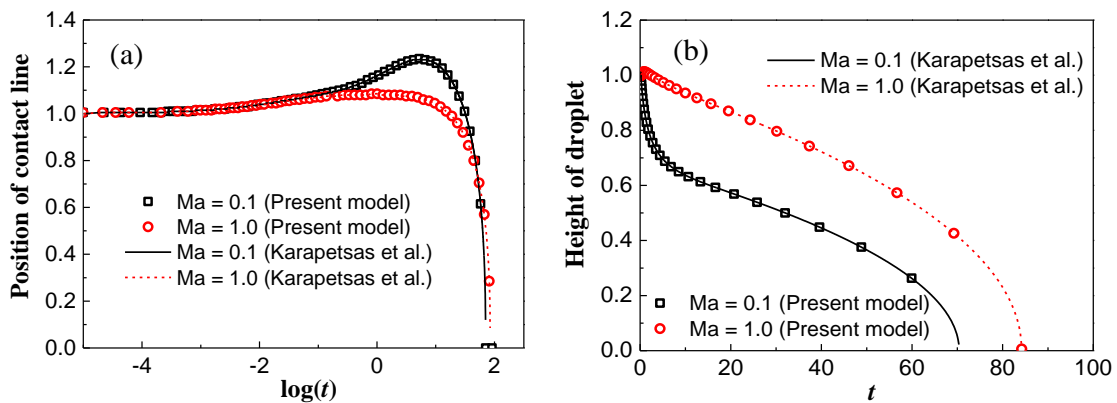 (a)
Position of contact line
1.4
1.2
1.0
0.8
0.6
0.4
0.2
0.0
Ma = 0.1 (Present model)
Ma = 1.0 (Present model)
Ma = 0.1 (Karapetsas et al.)
Ma = 1.0 (Karapetsas et al.)
-4
-2
0
2
log(t)
(b)
Height of droplet
1.2
1.0
0.8
0.6
0.4
0.2
0.0
Ma = 0.1 (Karapetsas et al.)
Ma = 1.0 (Karapetsas et al.)
Ma = 0.1 (Present model)
Ma = 1.0 (Present model)
0
20
40
60
80
100
t